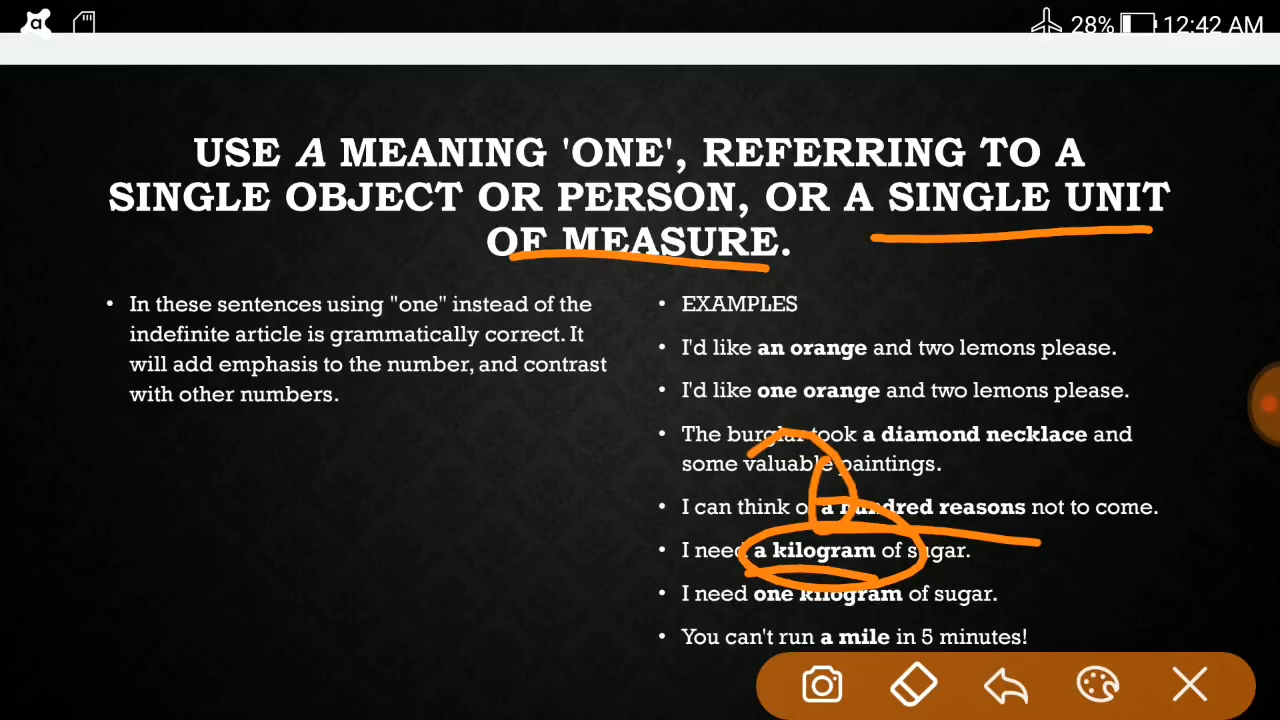 a
28% 12:42 AM
USE A MEANING 'ONE', REFERRING TO A
SINGLE OBJECT OR PERSON, OR A SINGLE UNIT
OF MEASURE.
• In these sentences using "one" instead of the
indefinite article is grammatically correct. It
will add emphasis to the number, and contrast
with other numbers.
• EXAMPLES
• I'd like an orange and two lemons please.
• I'd like one orange and two lemons please.
• The burglar took a diamond necklace and
some valuable paintings.
• I can think of a hundred reasons not to come.
• I need a kilogram of sugar.
• I need one kilogram of sugar.
• You can't run a mile in 5 minutes!